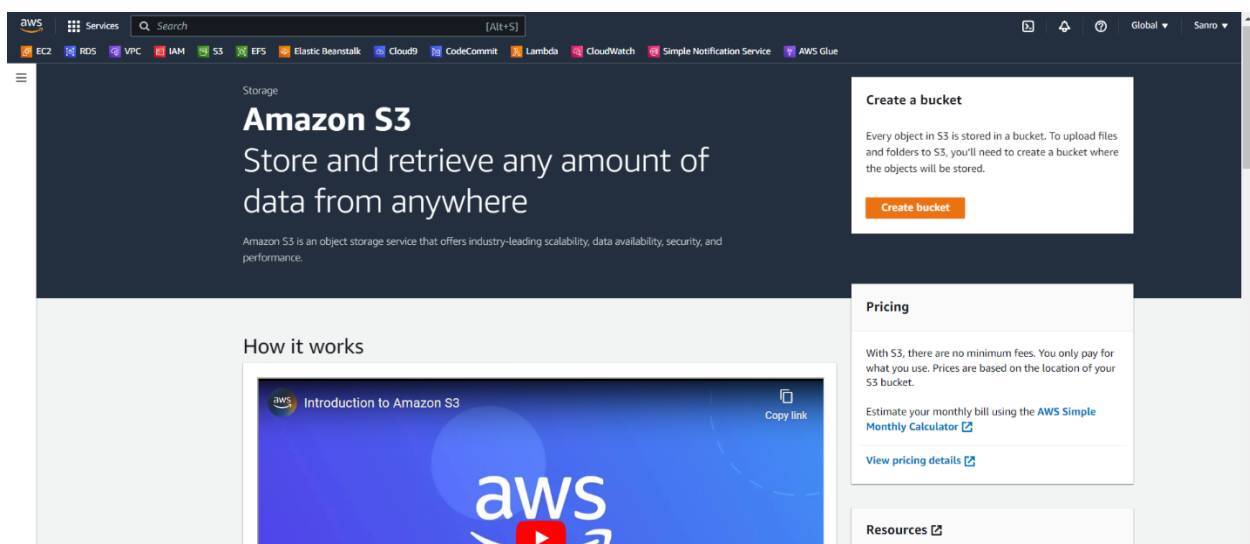 aws
Services
Search
[Alt+S]
Global
Sanro
EC2
RDS
VPC
IAM
S3
EFS
Elastic Beanstalk
Cloud9
CodeCommit
Lambda
CloudWatch
Simple Notification Service
AWS Glue
Storage
Amazon S3
Store and retrieve any amount of
data from anywhere
Amazon S3 is an object storage service that offers industry-leading scalability, data availability, security, and
performance.
Create a bucket
Every object in S3 is stored in a bucket. To upload files
and folders to S3, you'll need to create a bucket where
the objects will be stored.
Create bucket
How it works
aws
Introduction to Amazon S3
Copy link
aws
Pricing
With S3, there are no minimum fees. You only pay for
what you use. Prices are based on the location of your
S3 bucket.
Estimate your monthly bill using the AWS Simple
Monthly Calculator
View pricing details
Resources